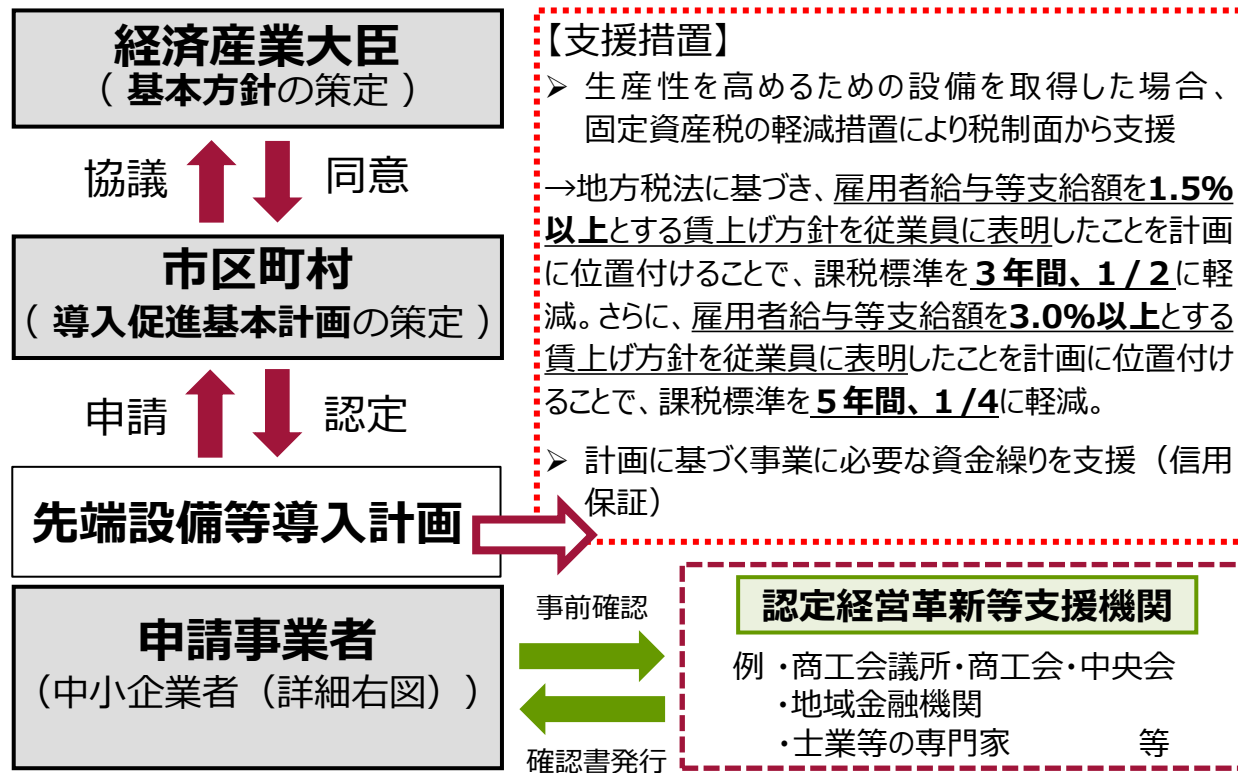 経済産業大臣
（ 基本方針の策定 ）
協議
同意
市区町村
（ 導入促進基本計画の策定 ）
申請
認定
先端設備等導入計画
申請事業者
（中小企業者（詳細右図））
【支援措置】
➢ 生産性を高めるための設備を取得した場合、
固定資産税の軽減措置により税制面から支援
→地方税法に基づき、雇用者給与等支給額を1.5%
以上とする賃上げ方針を従業員に表明したことを計画
に位置付けることで、課税標準を３年間、１/２に軽
減。さらに、雇用者給与等支給額を3.0%以上とする
賃上げ方針を従業員に表明したことを計画に位置付け
ることで、課税標準を５年間、１/4に軽減。
➢ 計画に基づく事業に必要な資金繰りを支援（信用
保証）
事前確認
確認書発行
認定経営革新等支援機関
例 ・商工会議所・商工会・中央会
・地域金融機関
・士業等の専門家 等